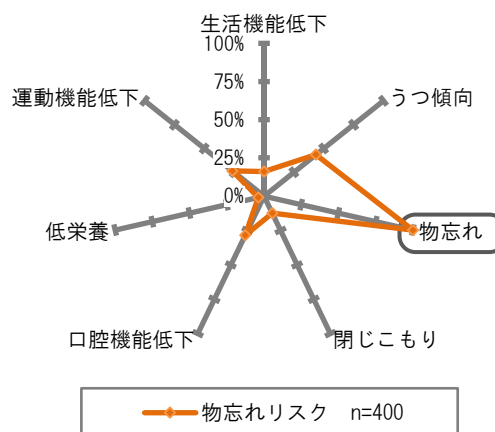 生活機能低下
100%
75%
50%
25%
0%
うつ傾向
物忘れ
閉じこもり
口腔機能低下
低栄養
運動機能低下
物忘れリスク n=400